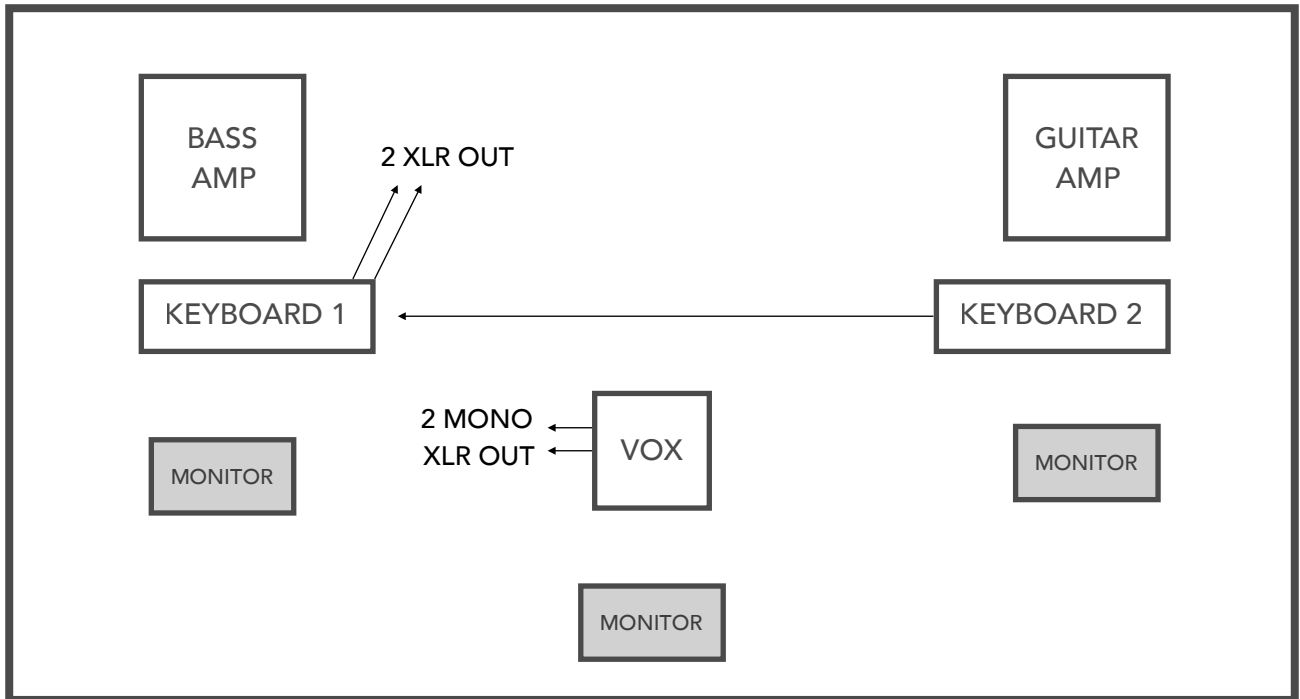 BASS
AMP
2 XLR OUT
GUITAR
AMP
KEYBOARD 1
KEYBOARD 2
2 MONO
XLR OUT
VOX
MONITOR
MONITOR
MONITOR